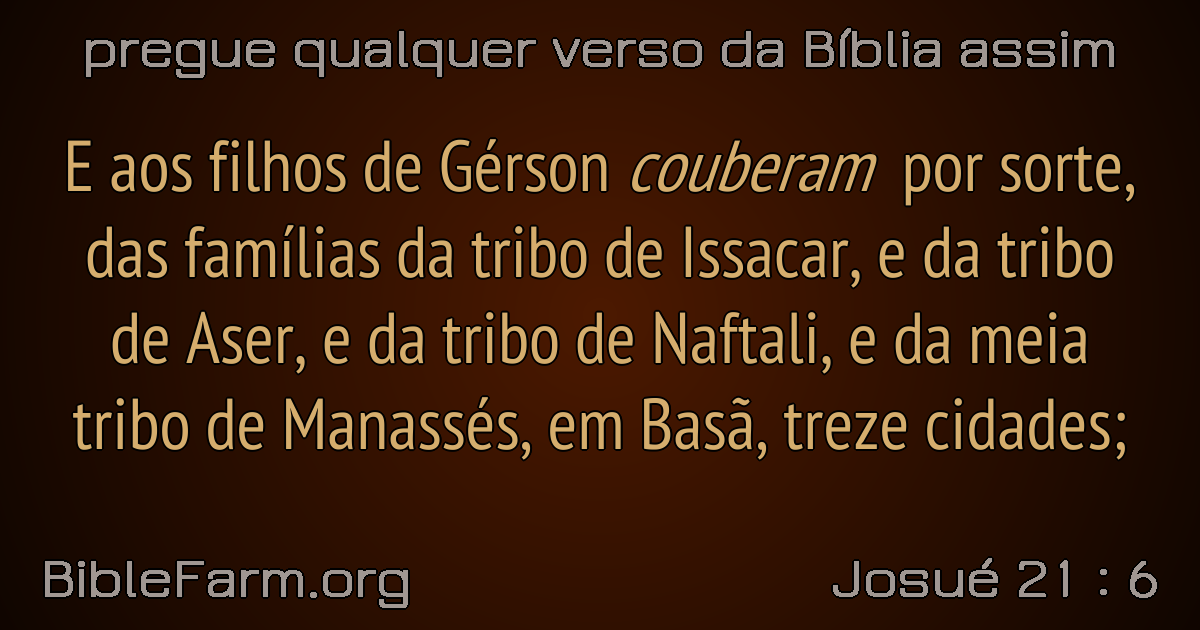 pregue qualquer verso da Bíblia assim
E aos filhos de Gérson couberam por sorte,
das famílias da tribo de Issacar, e da tribo
de Aser, e da tribo de Naftali, e da meia
tribo de Manassés, em Basã, treze cidades;
BibleFarm.org
Josué 21 : 6